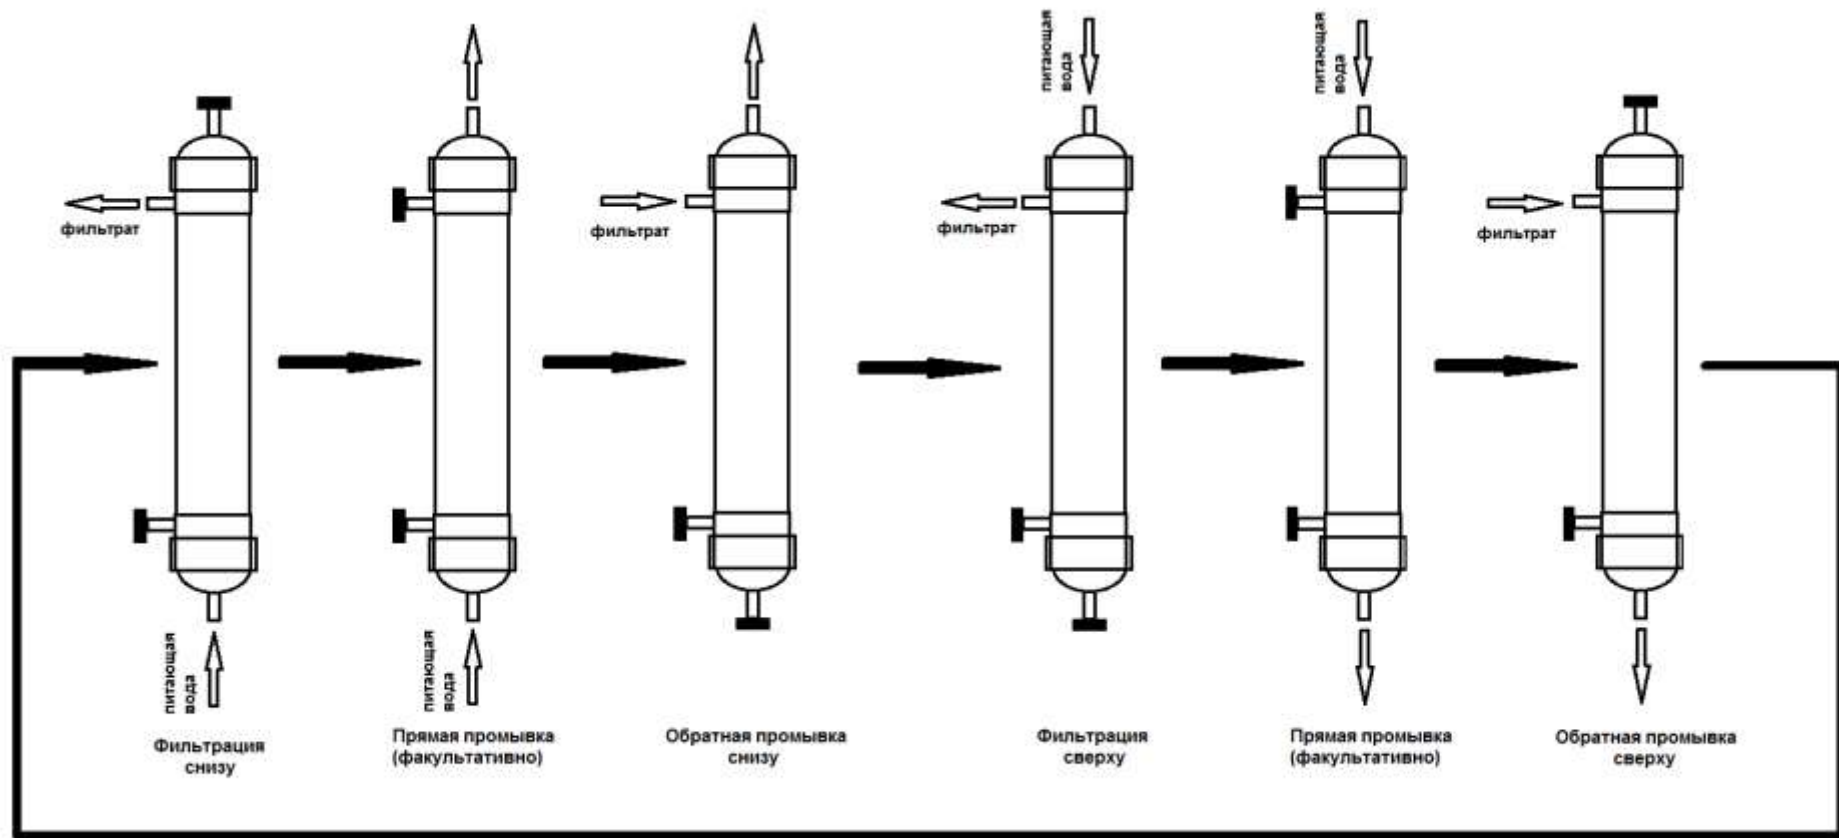 питающая
вода
питающая
вода
фильтрат
фильтрат
фильтрат
фильтрат
питающая
вода
питающая
вода
Фильтрация
снизу
Прямая промывка
(факультативно)
Обратная промывка
снизу
Фильтрация
сверху
Прямая промывка
(факультативно)
Обратная промывка
сверху